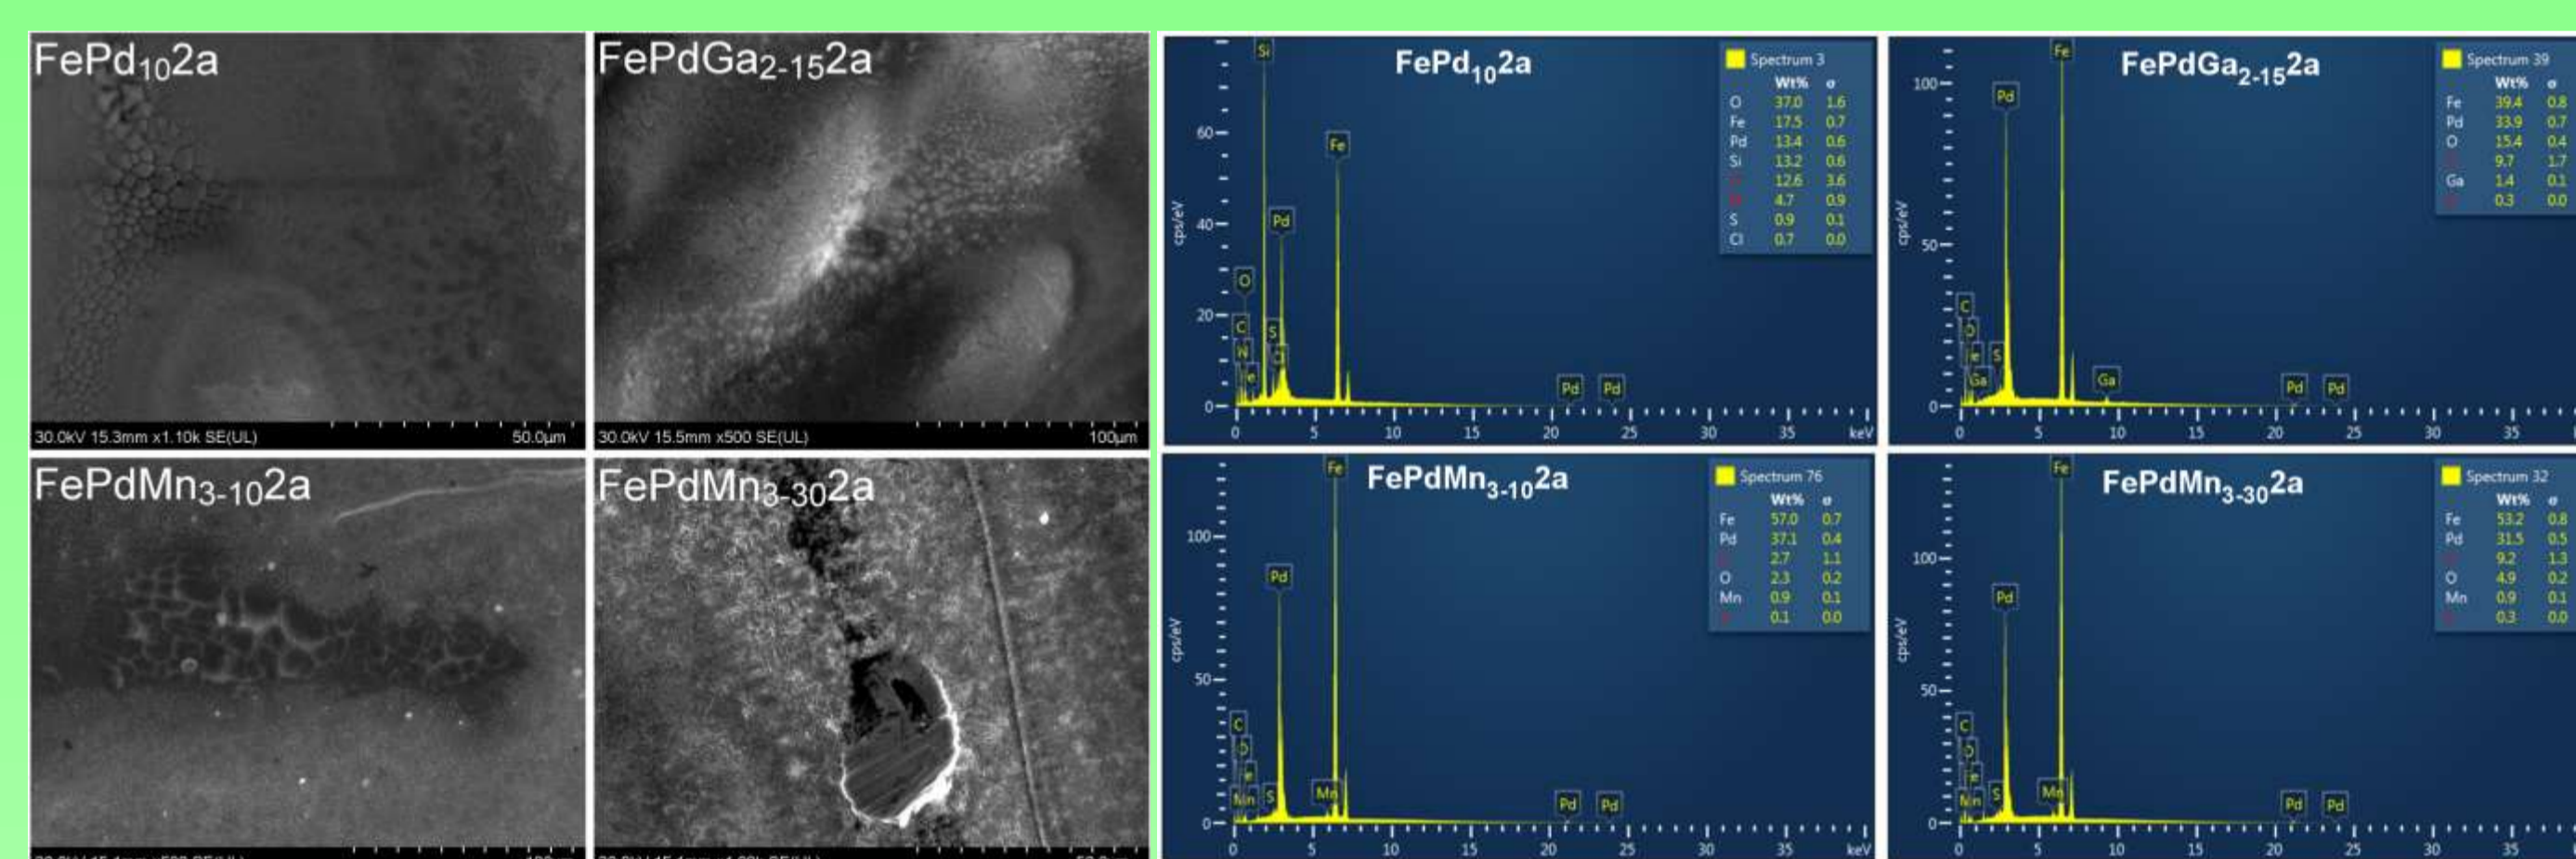 FePd₁₀2a
30.0kV 15.3mm x1.10k SE(UL) 50.0µm
FePdGa₂₋₁₅2a
30.0kV 15.5mm x500 SE(UL) 100µm
FePdMn₃₋₁₀2a
FePdMn₃₋₃₀2a
FePd₁₀2a
Spectrum 3
Wt% σ
O 37.0 1.6
Fe 17.5 0.7
Pd 13.4 0.6
Si 13.2 0.6
12.6 3.6
4.7 0.9
S 0.9 0.1
Cl 0.7 0.0
cps/eV
60
40
20
0
Si
Fe
Pd
O
C
S
N
Pd
Pd
0 5 10 15 20 25 30 35 keV
FePdGa₂₋₁₅2a
Spectrum 39
Wt% σ
Fe 39.4 0.8
Pd 33.9 0.7
O 15.4 0.4
9.7 1.7
Ga 1.4 0.1
0.3 0.0
cps/eV
100
50
0
Fe
Pd
C
S
Ga
Ga
Pd
Pd
0 5 10 15 20 25 30 35
FePdMn₃₋₁₀2a
Spectrum 76
Wt% σ
Fe 57.0 0.7
Pd 37.1 0.4
2.7 1.1
O 2.3 0.2
Mn 0.9 0.1
0.1 0.0
cps/eV
100
50
0
Fe
Pd
C
S
Mn
Mn
Pd
Pd
0 5 10 15 20 25 30 35 keV
FePdMn₃₋₃₀2a
Spectrum 32
Wt% σ
Fe 53.2 0.8
Pd 31.5 0.5
9.2 1.3
O 4.9 0.2
Mn 0.9 0.1
0.3 0.0
cps/eV
100
50
0
Fe
Pd
C
S
Mn
Mn
Pd
Pd
0 5 10 15 20 25 30 35